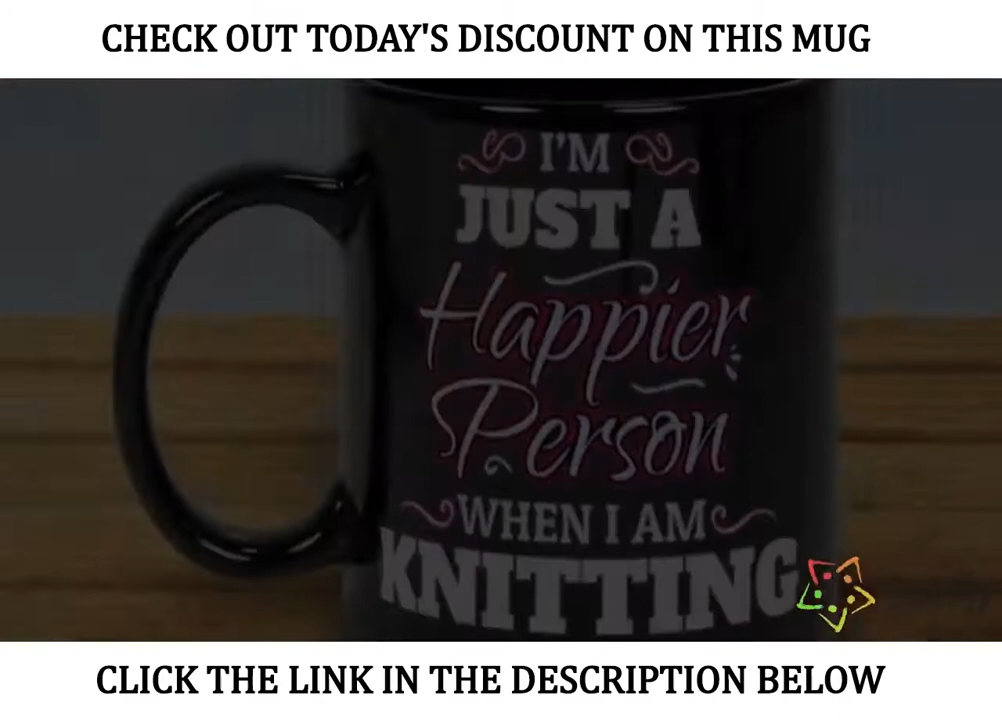 CHECK OUT TODAY'S DISCOUNT ON THIS MUG
I'M
JUST A
Happier
Person
WHEN I AM
KNITTING
CLICK THE LINK IN THE DESCRIPTION BELOW